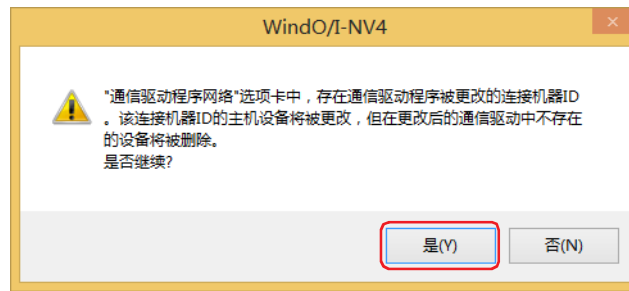 WindO/I-NV4
"通信驱动程序网络"选项卡中，存在通信驱动程序被更改的连接机器ID
。该连接机器ID的主机设备将被更改，但在更改后的通信驱动中不存在
的设备将被删除。
是否继续?
是(Y)
否(N)